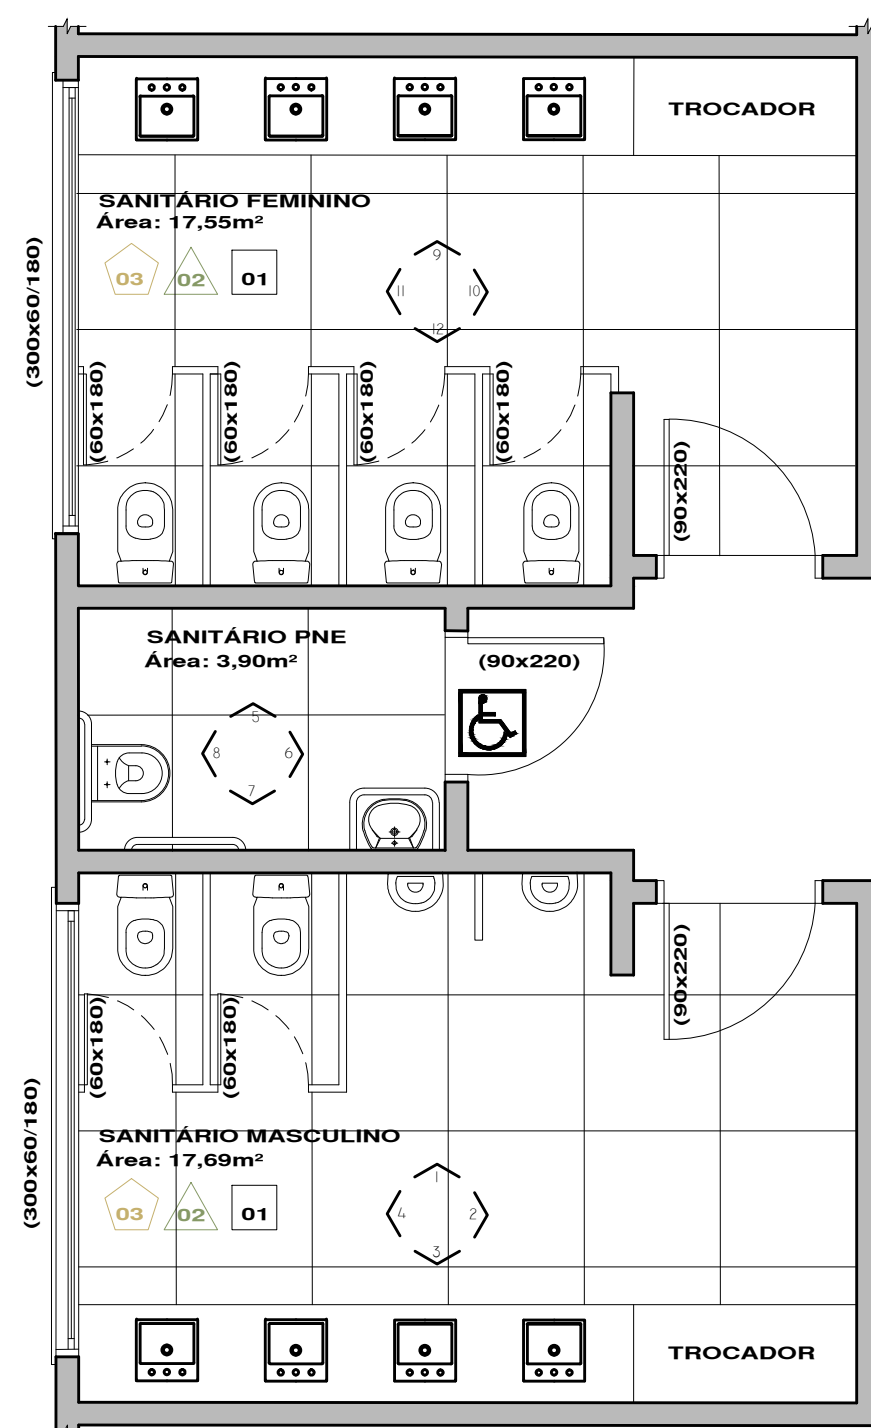 TROCADOR
SANITÁRIO FEMININO
Área: 17,55m²
03
02
01
9
11
10
12
(300x60/180)
(60x180)
(60x180)
(60x180)
(60x180)
(90x220)
SANITÁRIO PNE
Área: 3,90m²
(90x220)
5
8
6
7
(90x220)
(60x180)
(60x180)
(300x60/180)
SANITÁRIO MASCULINO
Área: 17,69m²
03
02
01
1
4
2
3
TROCADOR